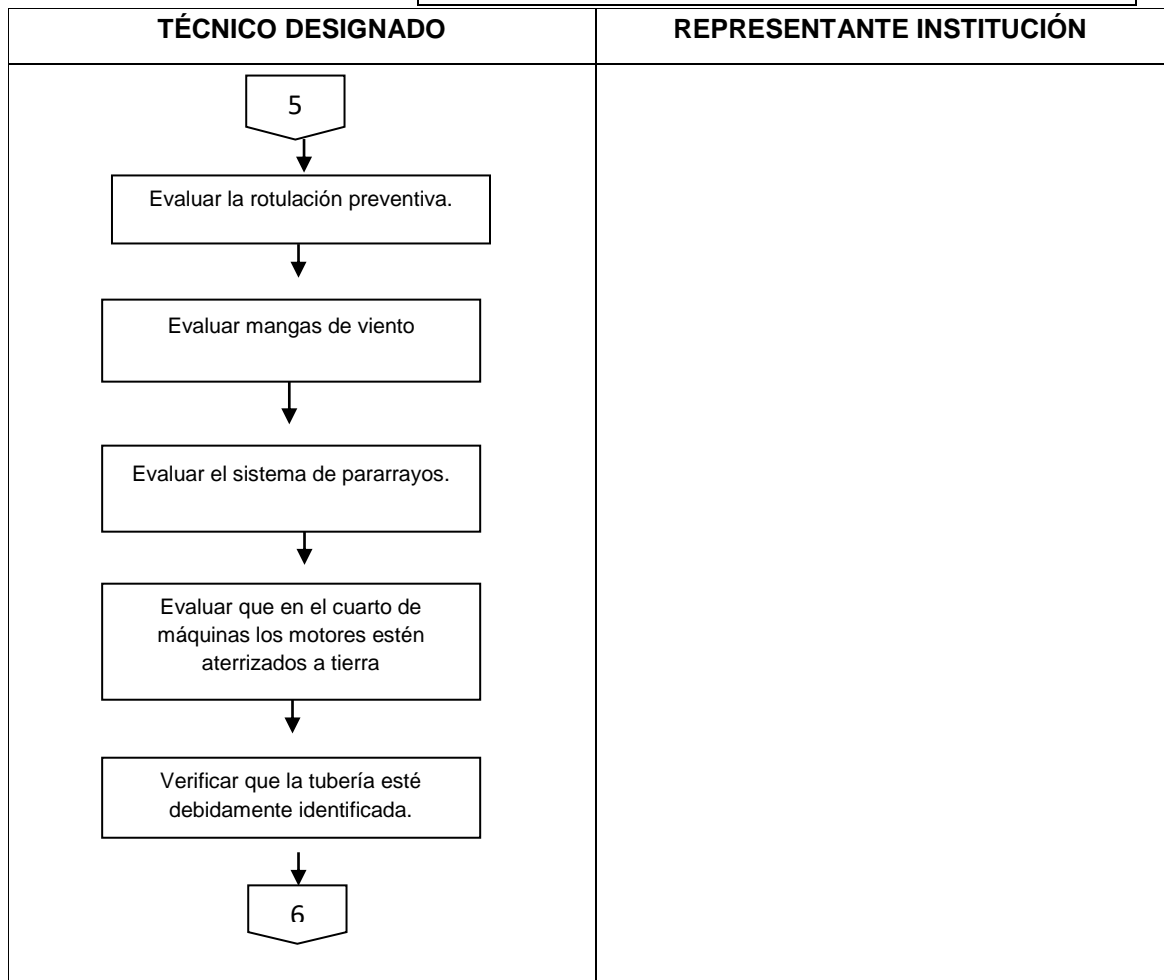 TÉCNICO DESIGNADO
REPRESENTANTE INSTITUCIÓN
5
Evaluar la rotulación preventiva.
Evaluar mangas de viento
Evaluar el sistema de pararrayos.
Evaluar que en el cuarto de
máquinas los motores estén
aterrizados a tierra
Verificar que la tubería esté
debidamente identificada.
6